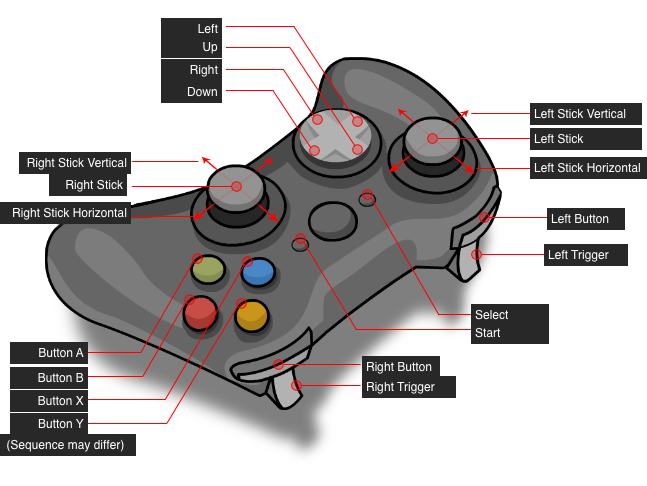 Left
Up
Right
Down
Left Stick Vertical
Left Stick
Left Stick Horizontal
Right Stick Vertical
Right Stick
Right Stick Horizontal
Left Button
Left Trigger
Select
Start
Button A
Button B
Button X
Button Y
(Sequence may differ)
Right Button
Right Trigger